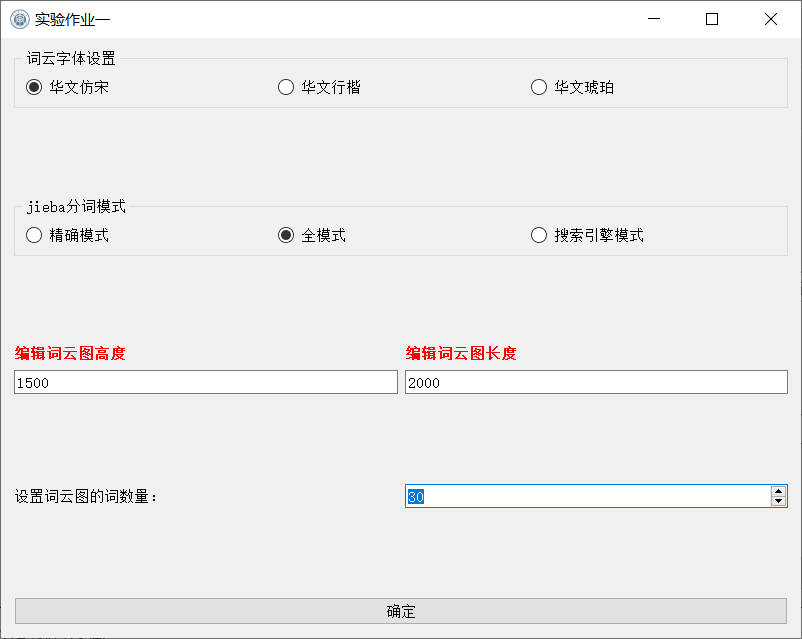 实验作业一
词云字体设置
华文仿宋 华文行楷 华文琥珀
jieba分词模式
精确模式 全模式 搜索引擎模式
编辑词云图高度 编辑词云图长度
1500 2000
设置词云图的词数量： 30
确定